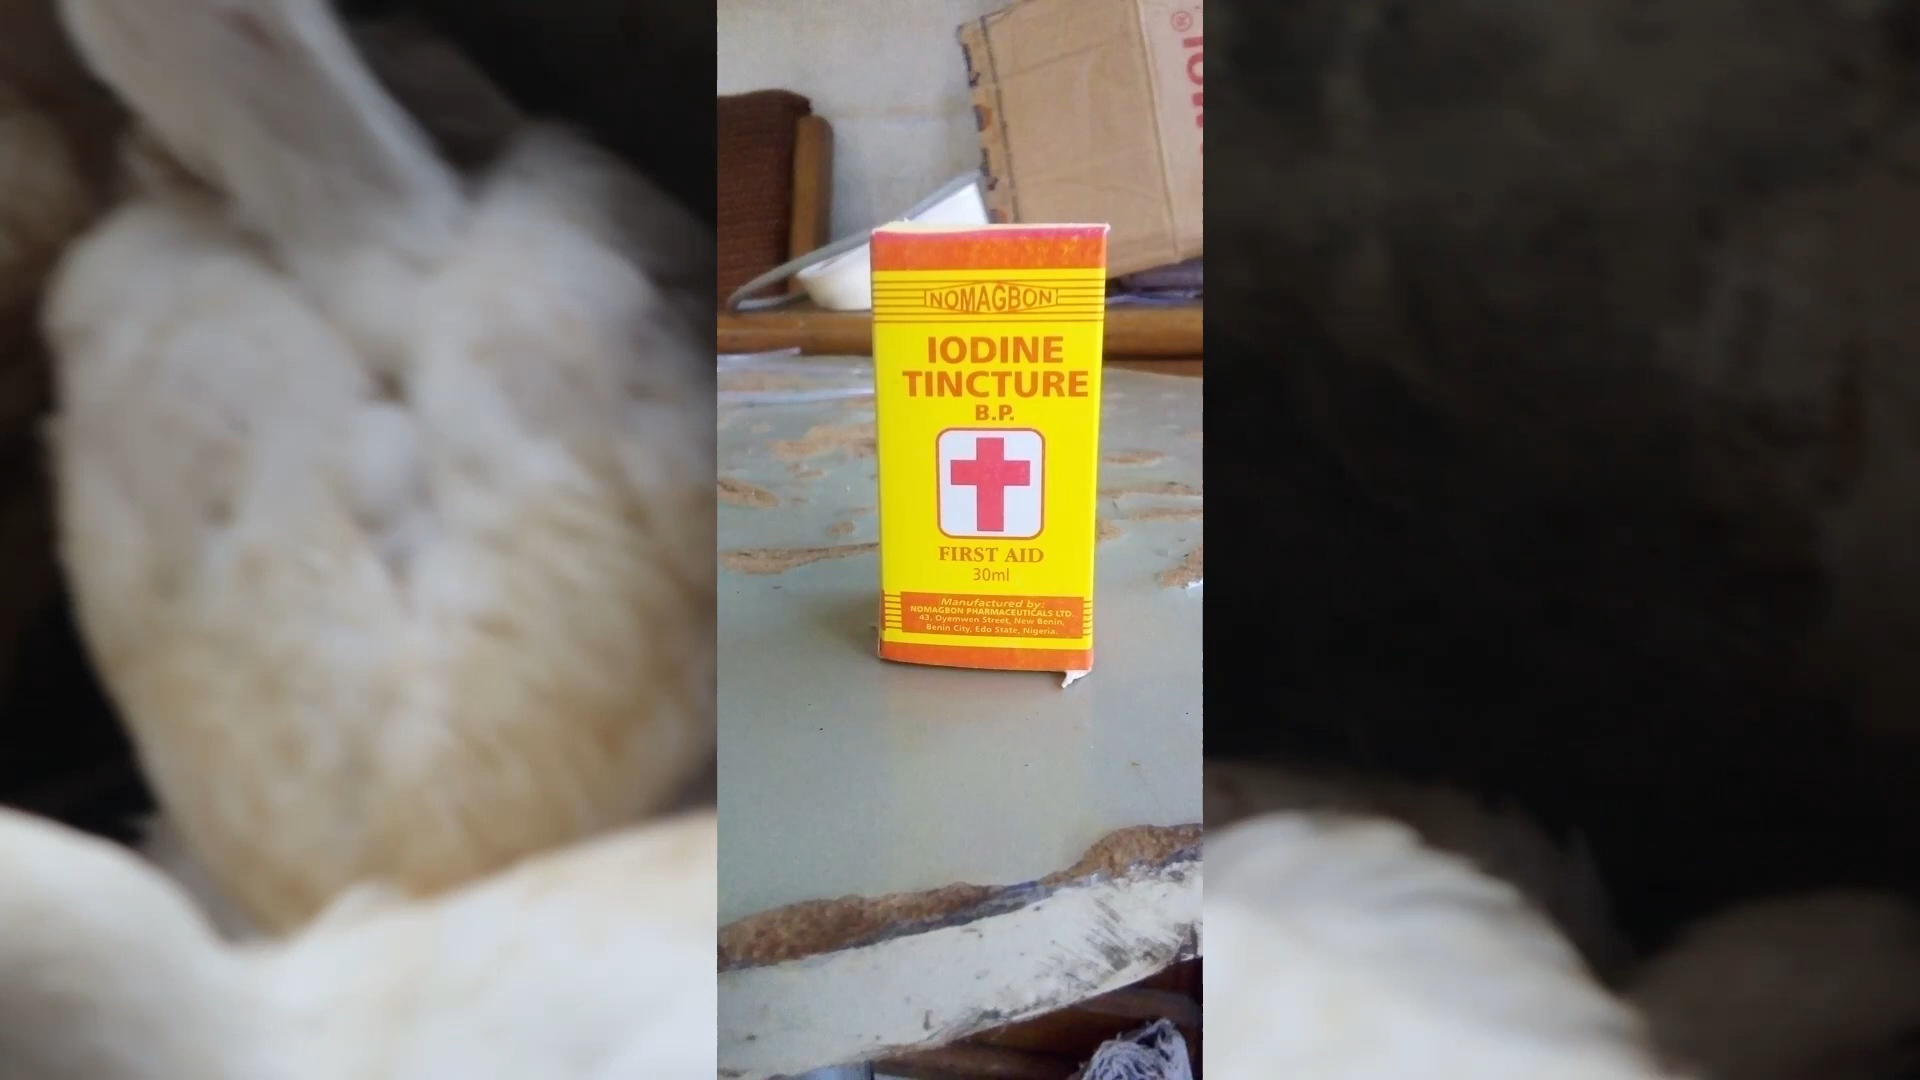 NOMAGBON
IODINE
TINCTURE
B.P.
FIRST AID
30ml
Manufactured by:
NOMAGBON PHARMACEUTICALS LTD.
43, Oyemwen Street, New Benin,
Benin City, Edo State, Nigeria.